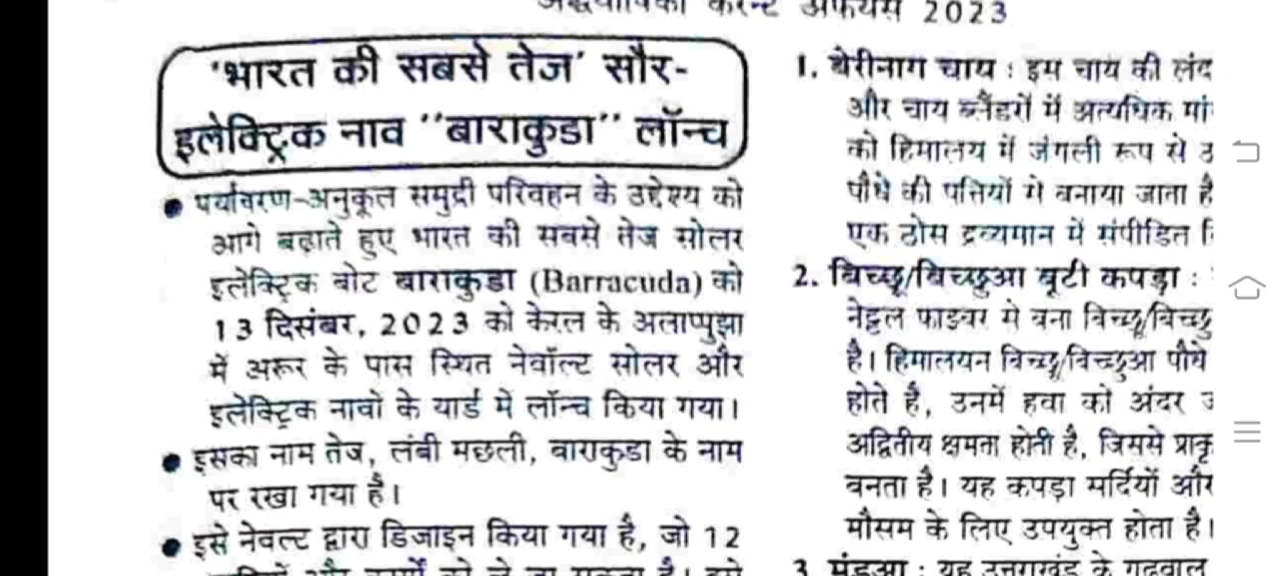 करेन्ट अफेयर्स 2023
'भारत की सबसे तेज' सौर-
इलेक्ट्रिक नाव "बाराकुडा" लॉन्च
● पर्यावरण-अनुकूल समुद्री परिवहन के उद्देश्य को
आगे बढ़ाते हुए भारत की सबसे तेज सोलर
इलेक्ट्रिक बोट बाराकुडा (Barracuda) को
13 दिसंबर, 2023 को केरल के अलाप्पुझा
में अरूर के पास स्थित नेवॉल्ट सोलर और
इलेक्ट्रिक नावों के यार्ड में लॉन्च किया गया।
● इसका नाम तेज, लंबी मछली, बाराकुडा के नाम
पर रखा गया है।
● इसे नेवल्ट द्वारा डिजाइन किया गया है, जो 12
1. बेरीनाग चाय : इस चाय की लंद
और चाय ब्लेंडरों में अत्यधिक मां
को हिमालय में जंगली रूप से
पौधे की पत्तियों से बनाया जाता है
एक ठोस द्रव्यमान में संपीडित
2. बिच्छू/बिच्छुआ बूटी कपड़ा :
नेट्टल फाइबर से बना बिच्छू/बिच्छु
है। हिमालयन बिच्छू/बिच्छुआ पौधे
होते है, उनमें हवा को अंदर
अद्वितीय क्षमता होती है, जिससे प्राकृ
बनता है। यह कपड़ा सर्दियों और
मौसम के लिए उपयुक्त होता है।
3. मंडुआ : यह उत्तराखंड के गढ़वाल